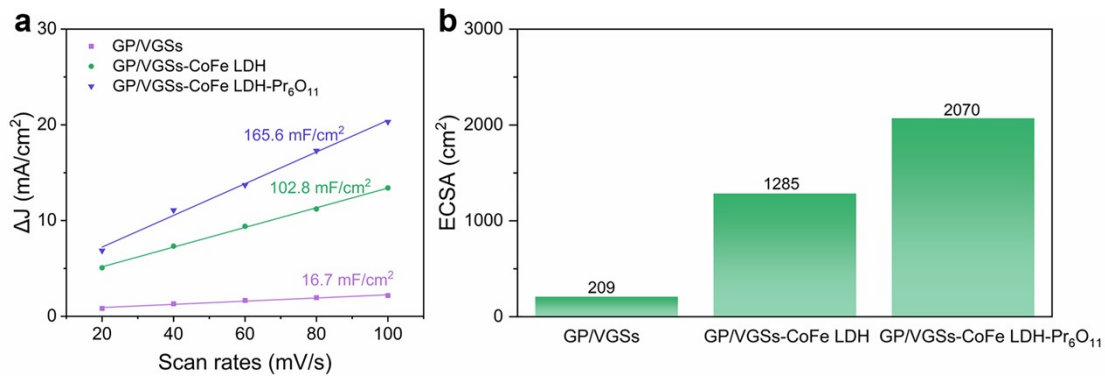 a
GP/VGSs
GP/VGSs-CoFe LDH
GP/VGSs-CoFe LDH-Pr₆O₁₁
165.6 mF/cm²
102.8 mF/cm²
16.7 mF/cm²
30
20
10
0
20 40 60 80 100
ΔJ (mA/cm²)
Scan rates (mV/s)
b
3000
2000
1000
0
ECSA (cm²)
209
1285
2070
GP/VGSs GP/VGSs-CoFe LDH GP/VGSs-CoFe LDH-Pr₆O₁₁